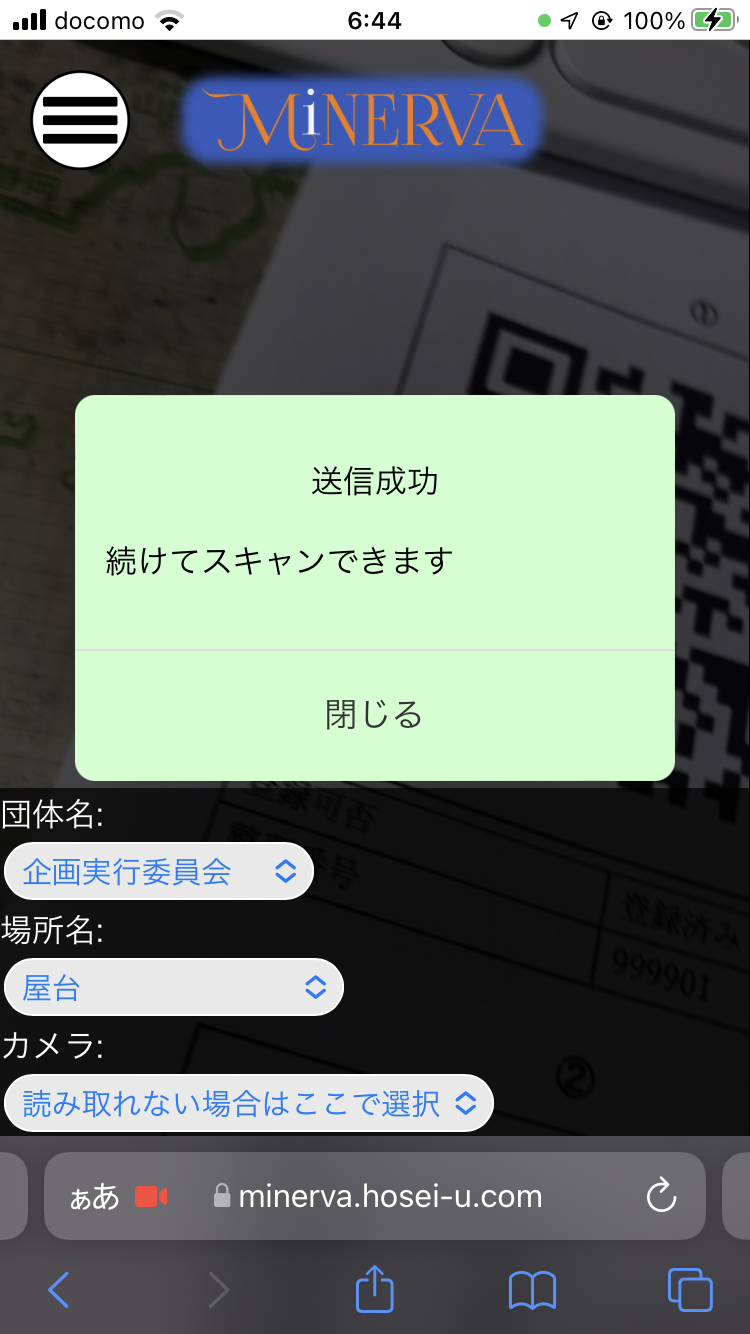 docomo 6:44 100%
MiNERVA
①
送信成功
続けてスキャンできます
閉じる
登録可否
団体名:
企画実行委員会
登録済み
場所名:
999901
屋台
カメラ:
②
読み取れない場合はここで選択
ぁあ minerva.hosei-u.com